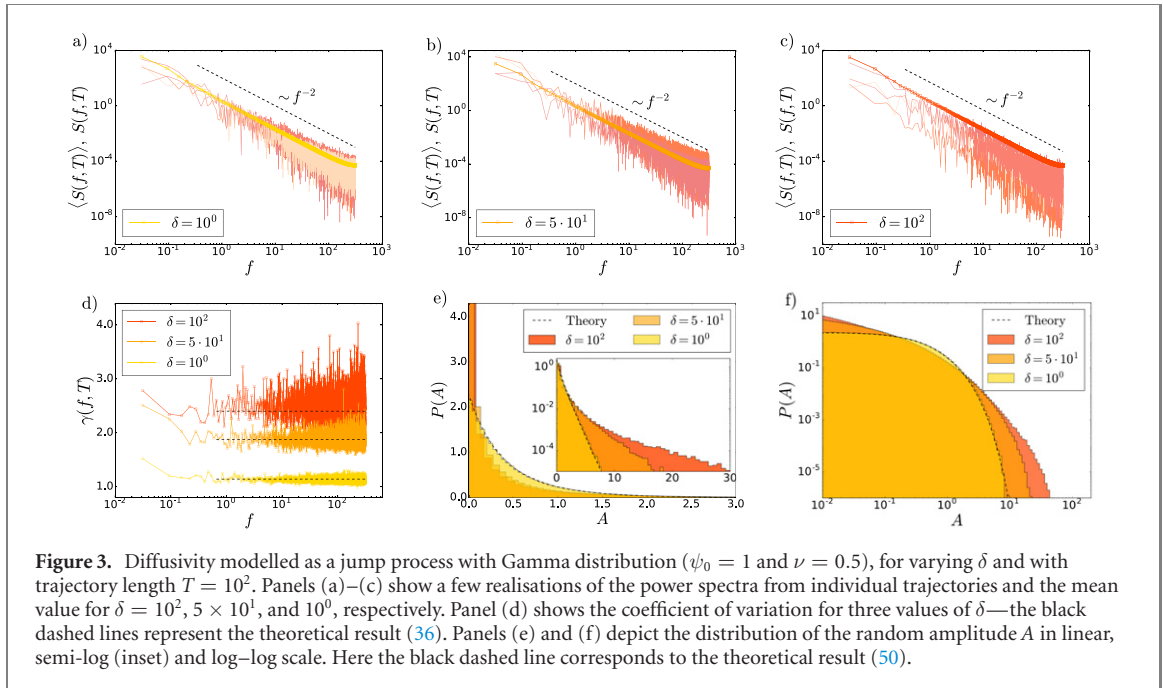 a)
b)
c)
⟨S(f,T)⟩, S(f,T)
10^4
10^0
10^-4
10^-8
~ f^-2
δ = 10^0
10^-2 10^-1 10^0 10^1 10^2 10^3
f
⟨S(f,T)⟩, S(f,T)
10^4
10^0
10^-4
10^-8
~ f^-2
δ = 5 · 10^1
10^-2 10^-1 10^0 10^1 10^2 10^3
f
⟨S(f,T)⟩, S(f,T)
10^4
10^0
10^-4
10^-8
~ f^-2
δ = 10^2
10^-2 10^-1 10^0 10^1 10^2 10^3
f
d)
γ(f,T)
4.0
3.0
2.0
1.0
δ = 10^2
δ = 5 · 10^1
δ = 10^0
10^-2 10^-1 10^0 10^1 10^2
f
e)
P(A)
4.0
3.0
2.0
1.0
0.0
Theory
δ = 10^2
δ = 5 · 10^1
δ = 10^0
10^0
10^-2
10^-4
0 10 20 30
0.0 0.5 1.0 1.5 2.0 2.5 3.0
A
f)
P(A)
10^1
10^-1
10^-3
10^-5
Theory
δ = 10^2
δ = 5 · 10^1
δ = 10^0
10^-2 10^-1 10^0 10^1 10^2
A
Figure 3. Diffusivity modelled as a jump process with Gamma distribution (ψ0 = 1 and ν = 0.5), for varying δ and with
trajectory length T = 10^2. Panels (a)–(c) show a few realisations of the power spectra from individual trajectories and the mean
value for δ = 10^2, 5 × 10^1, and 10^0, respectively. Panel (d) shows the coefficient of variation for three values of δ—the black
dashed lines represent the theoretical result (36). Panels (e) and (f) depict the distribution of the random amplitude A in linear,
semi-log (inset) and log–log scale. Here the black dashed line corresponds to the theoretical result (50).